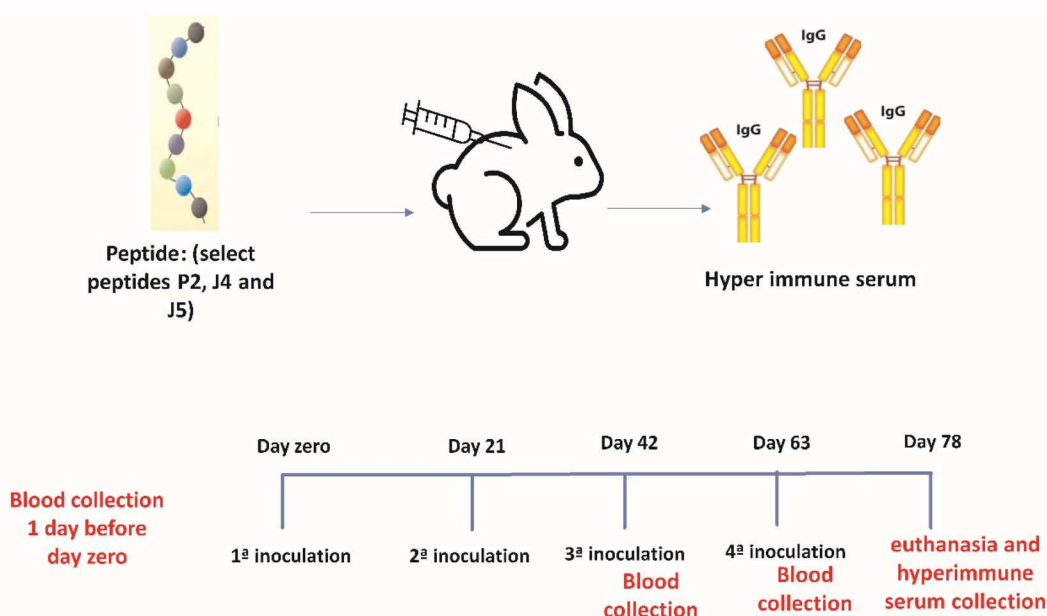 IgG
IgG
IgG
Peptide: (select
peptides P2, J4 and
J5)
Hyper immune serum
Day zero
Day 21
Day 42
Day 63
Day 78
Blood collection
1 day before
day zero
1ª inoculation
2ª inoculation
3ª inoculation
Blood
collection
4ª inoculation
Blood
collection
euthanasia and
hyperimmune
serum collection